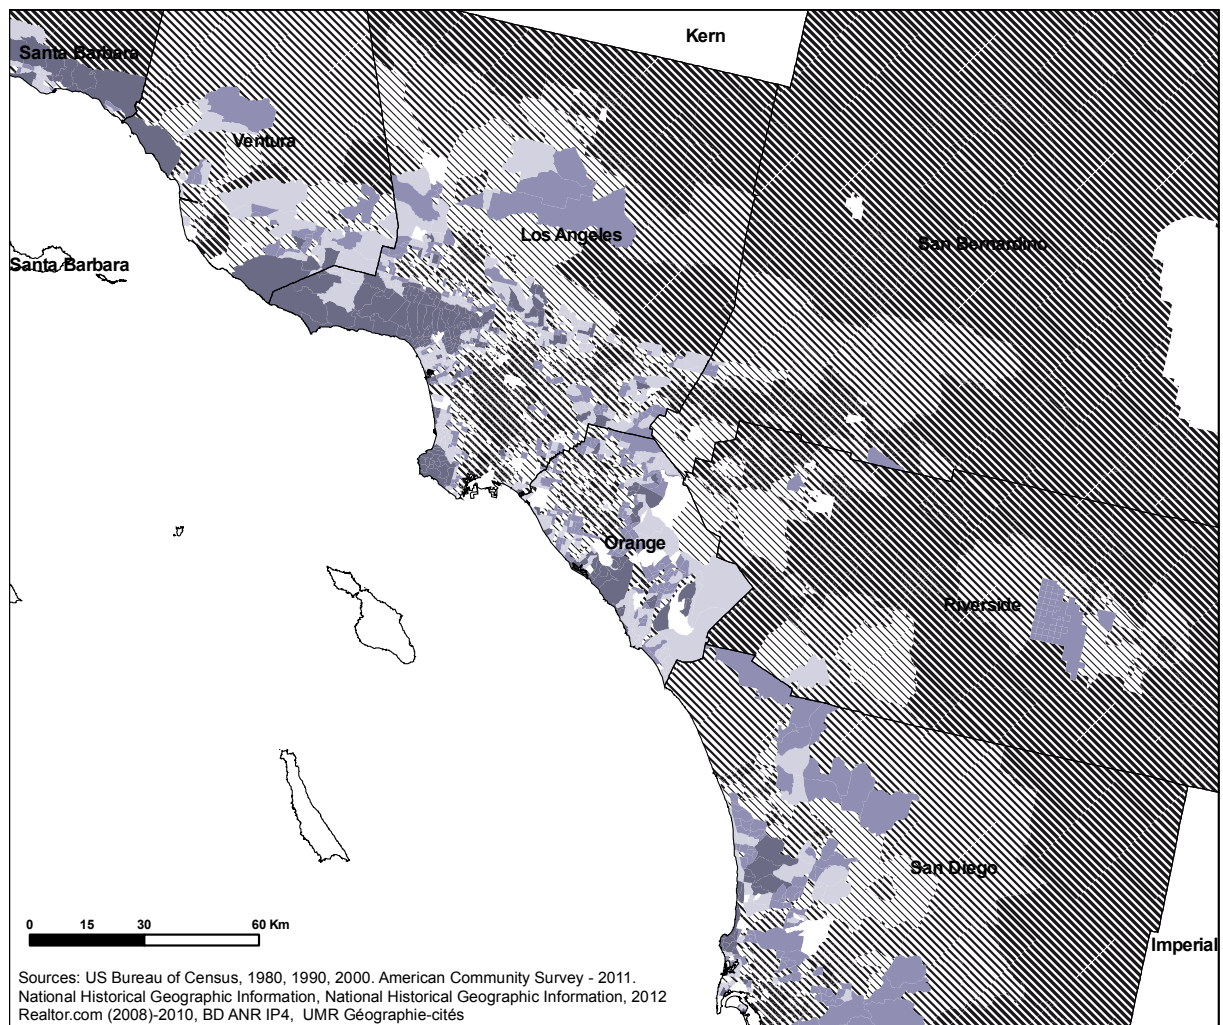 Kern
Santa Barbara
Ventura
Los Angeles
San Bernardino
Santa Barbara
Orange
Riverside
San Diego
Imperial
0 15 30 60 Km
Sources: US Bureau of Census, 1980, 1990, 2000. American Community Survey - 2011.
National Historical Geographic Information, National Historical Geographic Information, 2012
Realtor.com (2008)-2010, BD ANR IP4, UMR Géographie-cités